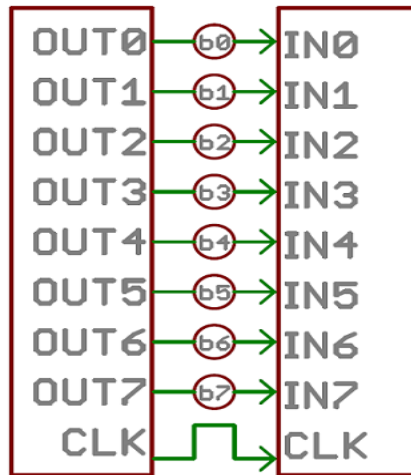 OUT0 b0 IN0
OUT1 b1 IN1
OUT2 b2 IN2
OUT3 b3 IN3
OUT4 b4 IN4
OUT5 b5 IN5
OUT6 b6 IN6
OUT7 b7 IN7
CLK CLK